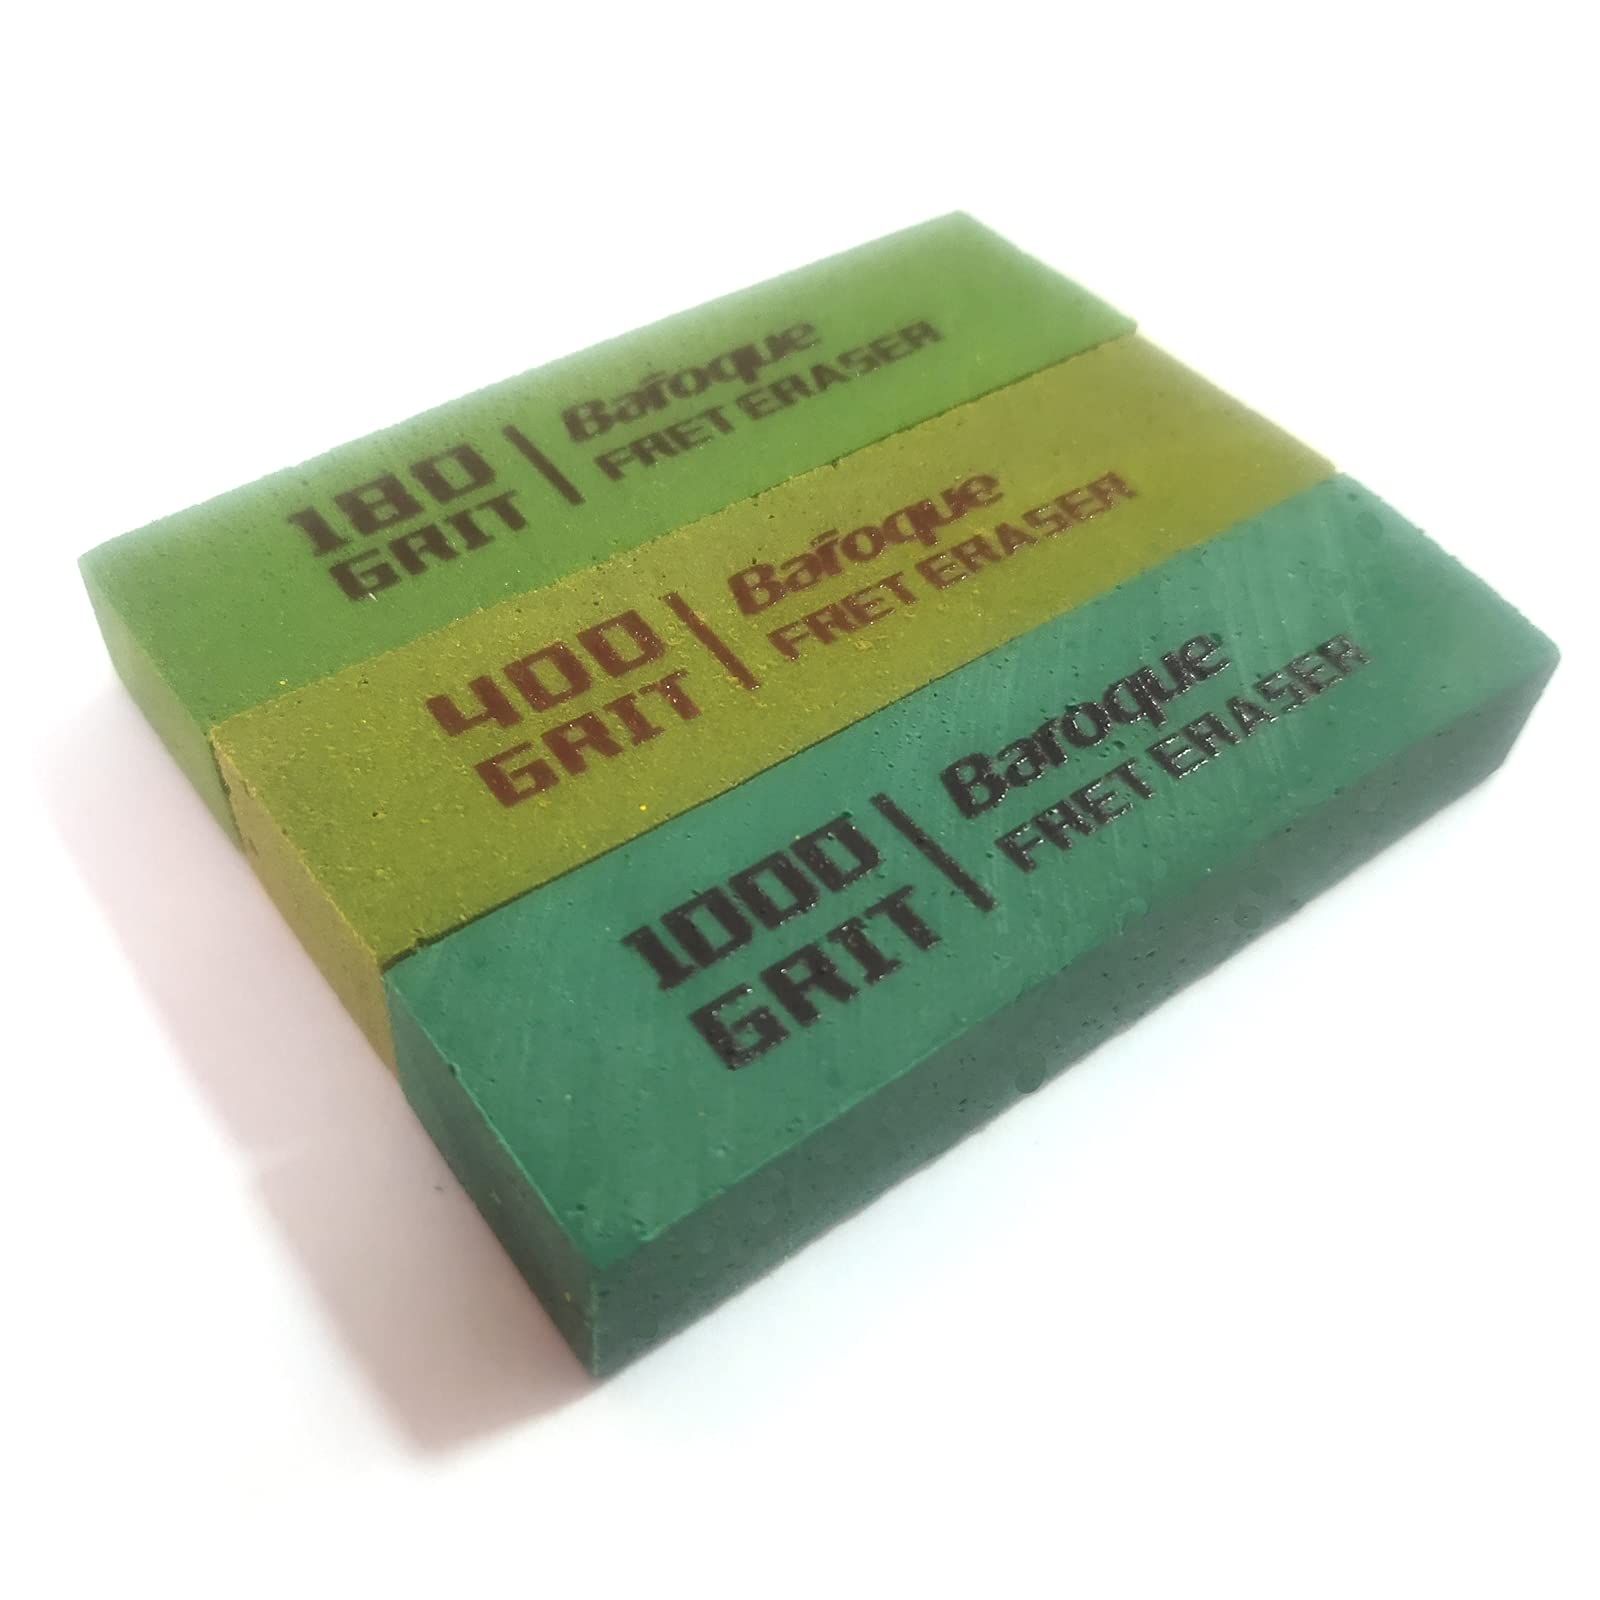 180
GRIT
Baroque
FRET ERASER
400
GRIT
Baroque
FRET ERASER
1000
GRIT
Baroque
FRET ERASER